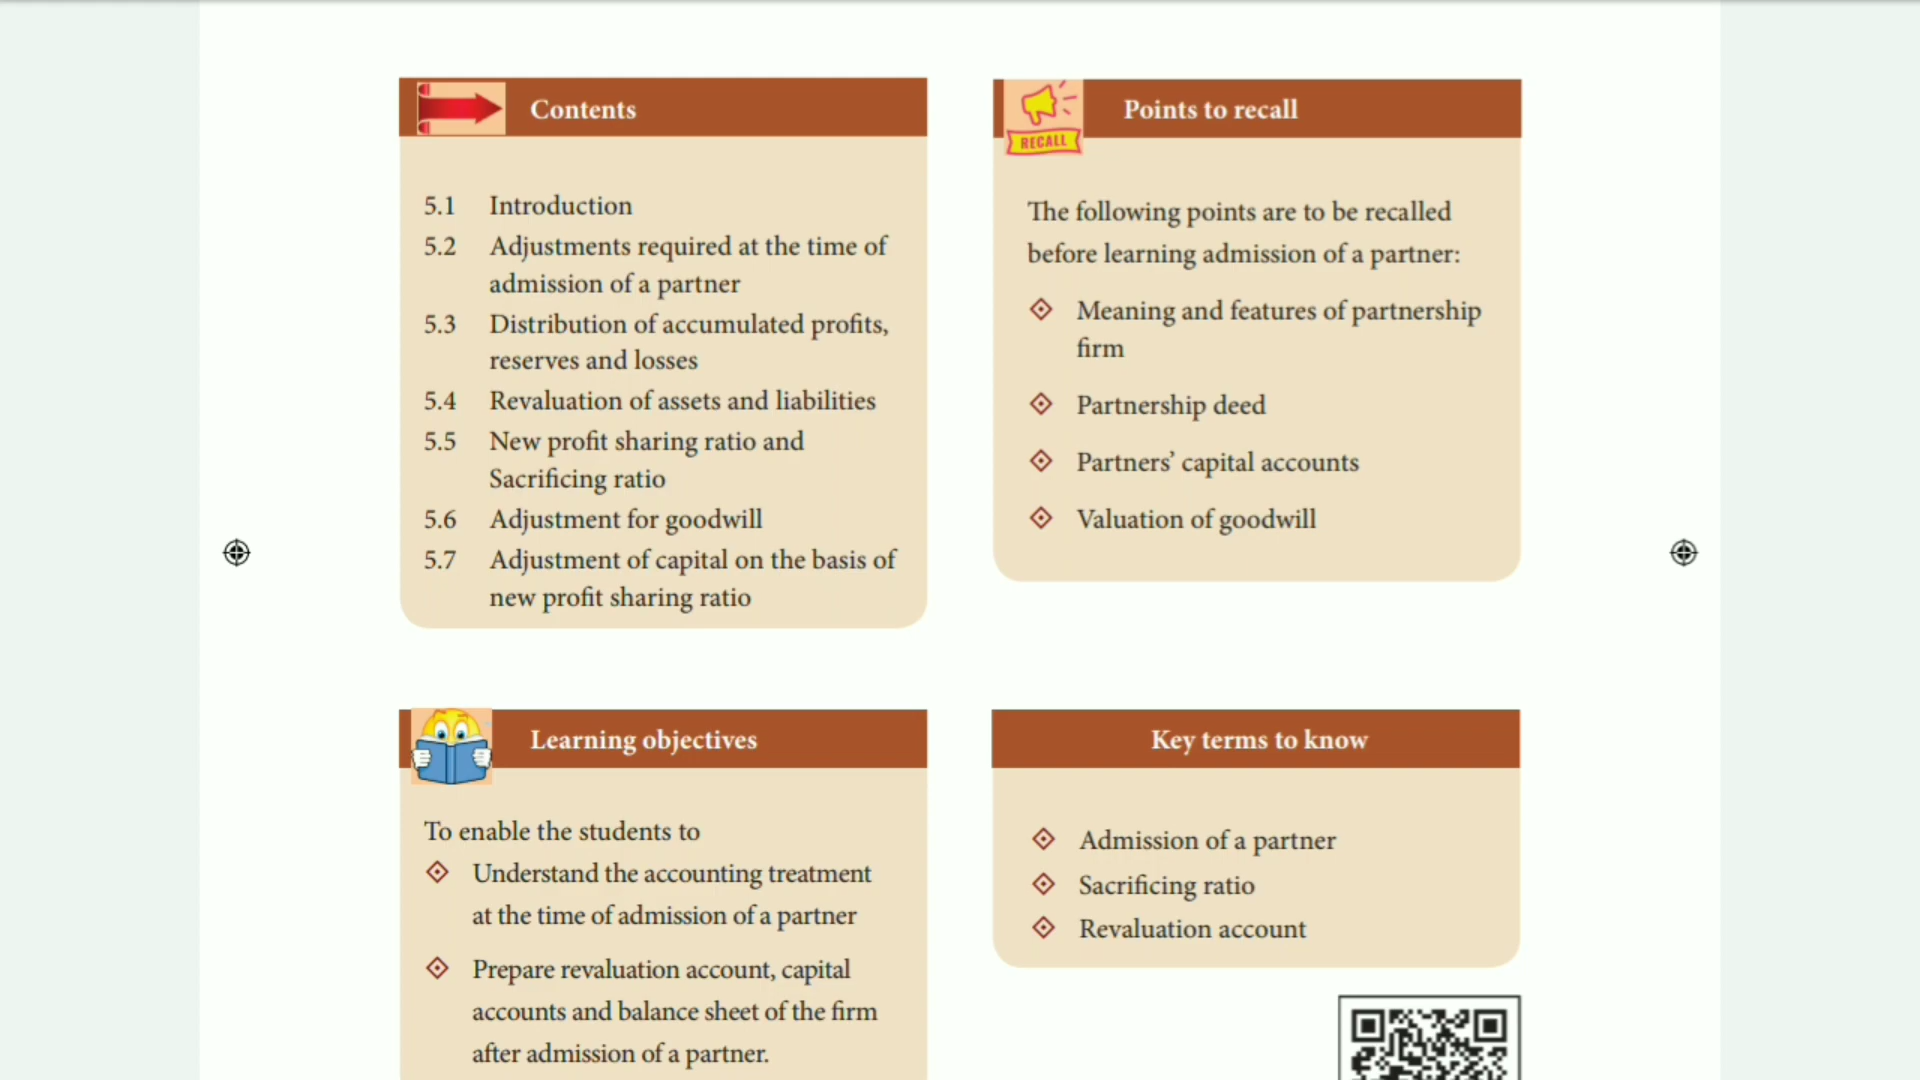 Contents
5.1 Introduction
5.2 Adjustments required at the time of
admission of a partner
5.3 Distribution of accumulated profits,
reserves and losses
5.4 Revaluation of assets and liabilities
5.5 New profit sharing ratio and
Sacrificing ratio
5.6 Adjustment for goodwill
5.7 Adjustment of capital on the basis of
new profit sharing ratio
RECALL
Points to recall
The following points are to be recalled
before learning admission of a partner:
Meaning and features of partnership
firm
Partnership deed
Partners’ capital accounts
Valuation of goodwill
Learning objectives
To enable the students to
Understand the accounting treatment
at the time of admission of a partner
Prepare revaluation account, capital
accounts and balance sheet of the firm
after admission of a partner.
Key terms to know
Admission of a partner
Sacrificing ratio
Revaluation account